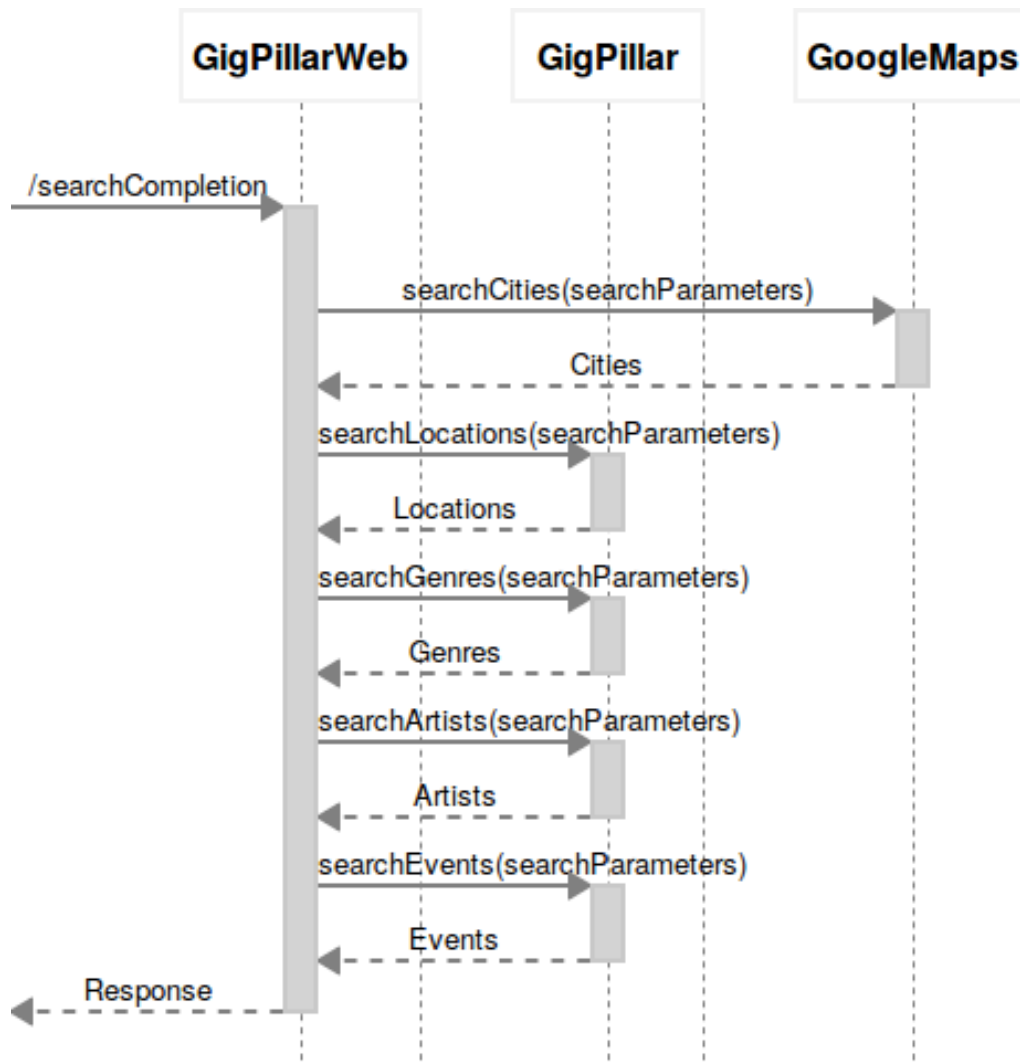 GigPillarWeb
GigPillar
GoogleMaps
/searchCompletion
searchCities(searchParameters)
Cities
searchLocations(searchParameters)
Locations
searchGenres(searchParameters)
Genres
searchArtists(searchParameters)
Artists
searchEvents(searchParameters)
Events
Response